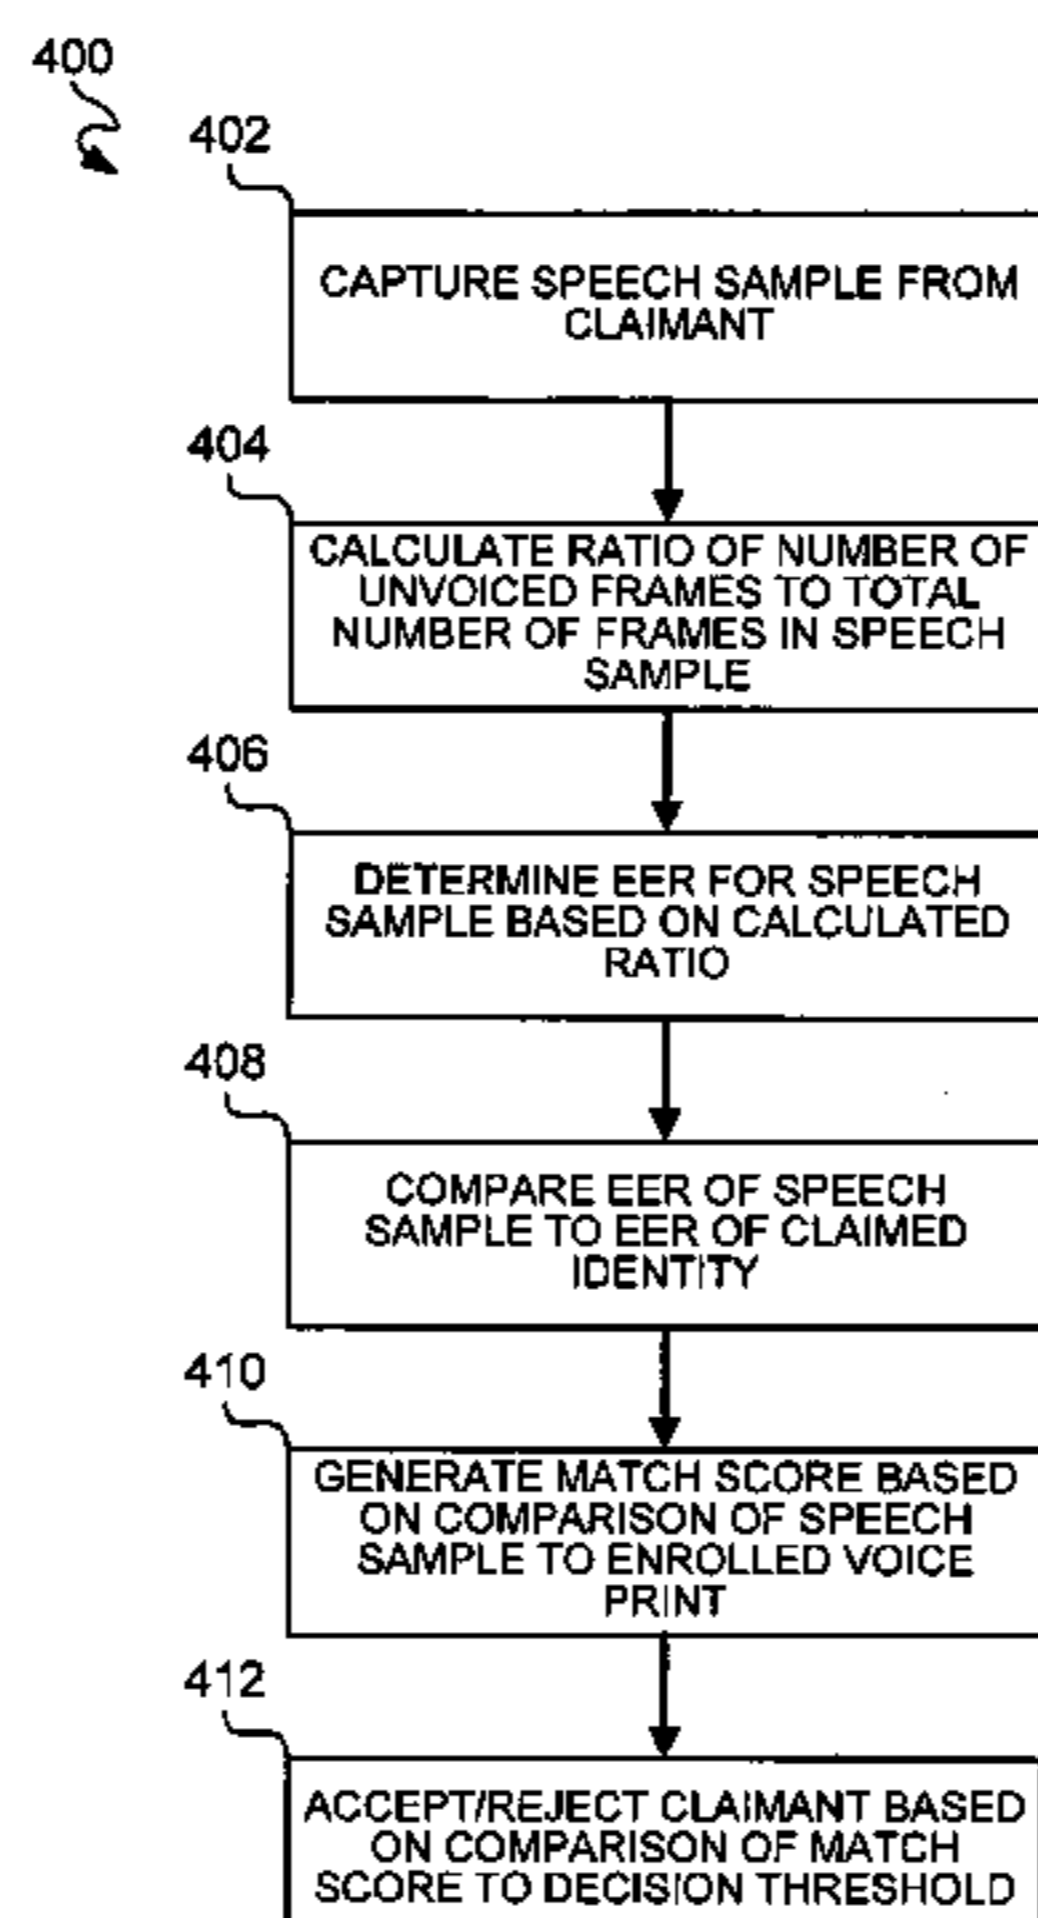 400
402
CAPTURE SPEECH SAMPLE FROM
CLAIMANT
404
CALCULATE RATIO OF NUMBER OF
UNVOICED FRAMES TO TOTAL
NUMBER OF FRAMES IN SPEECH
SAMPLE
406
DETERMINE EER FOR SPEECH
SAMPLE BASED ON CALCULATED
RATIO
408
COMPARE EER OF SPEECH
SAMPLE TO EER OF CLAIMED
IDENTITY
410
GENERATE MATCH SCORE BASED
ON COMPARISON OF SPEECH
SAMPLE TO ENROLLED VOICE
PRINT
412
ACCEPT/REJECT CLAIMANT BASED
ON COMPARISON OF MATCH
SCORE TO DECISION THRESHOLD